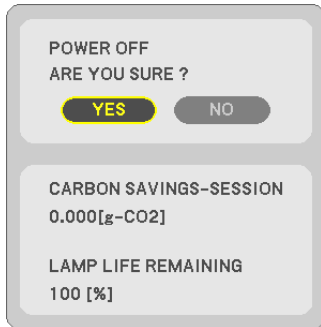 POWER OFF
ARE YOU SURE ?
YES NO
CARBON SAVINGS-SESSION
0.000[g-CO2]
LAMP LIFE REMAINING
100 [%]